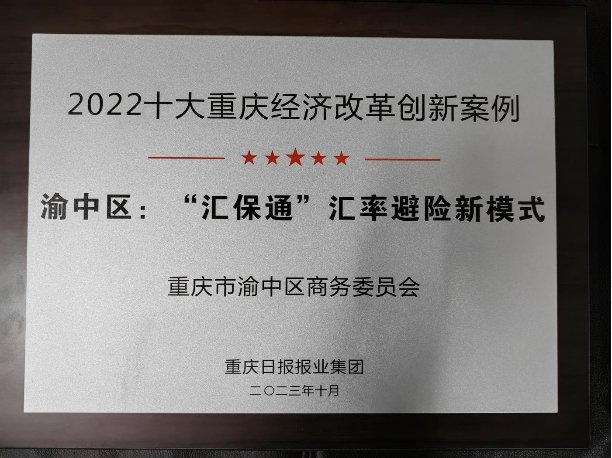 2022十大重庆经济改革创新案例
渝中区：“汇保通”汇率避险新模式
重庆市渝中区商务委员会
重庆日报报业集团
二〇二三年十月